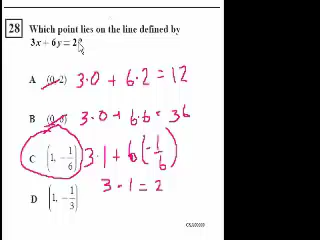 28 Which point lies on the line defined by
3x + 6y = 2?
A (0, 2) 3·0 + 6·2 = 12
B (0, 6) 3·0 + 6·6 = 36
C (1, -1/6) 3·1 + 6(-1/6)
3 - 1 = 2
D (1, -1/3)